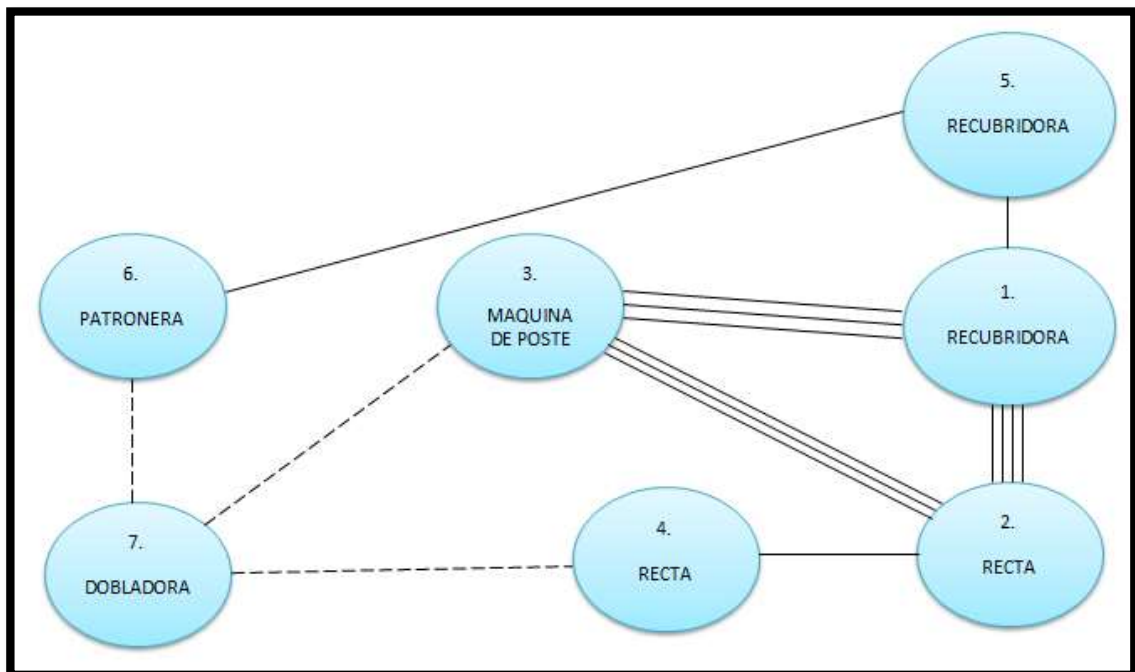 5.
RECUBRIDORA
6.
PATRONERA
3.
MAQUINA
DE POSTE
1.
RECUBRIDORA
7.
DOBLADORA
4.
RECTA
2.
RECTA